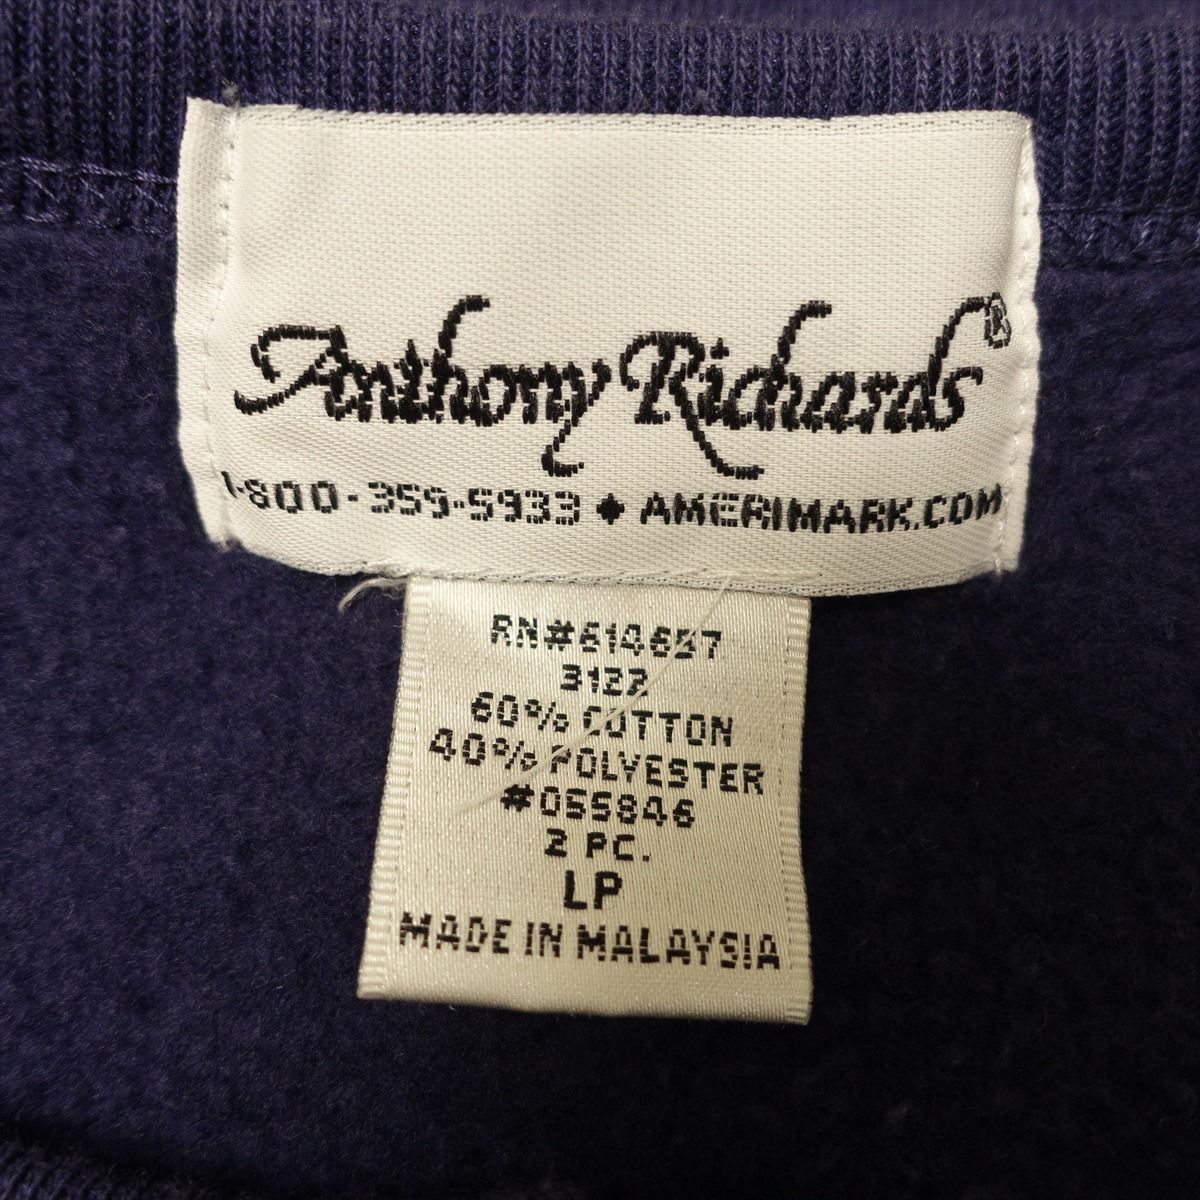 Anthony Richards®
1-800-359-5933 ♦ AMERIMARK.COM
RN#614657
3122
60% COTTON
40% POLYESTER
#055846
2 PC.
LP
MADE IN MALAYSIA